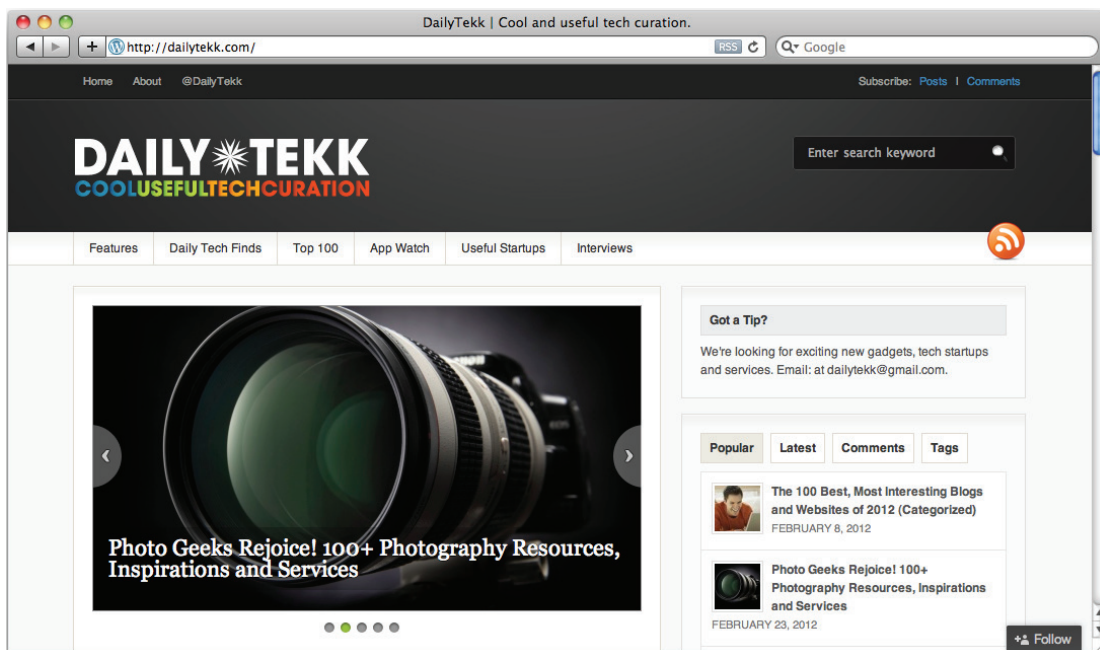 DailyTekk | Cool and useful tech curation.
http://dailytekk.com/
RSS
Google
Home About @DailyTekk
Subscribe: Posts | Comments
DAILY TEKK
COOLUSEFULTECHCURATION
Enter search keyword
Features Daily Tech Finds Top 100 App Watch Useful Startups Interviews
Photo Geeks Rejoice! 100+ Photography Resources,
Inspirations and Services
Got a Tip?
We're looking for exciting new gadgets, tech startups
and services. Email: at dailytekk@gmail.com.
Popular Latest Comments Tags
The 100 Best, Most Interesting Blogs
and Websites of 2012 (Categorized)
FEBRUARY 8, 2012
Photo Geeks Rejoice! 100+
Photography Resources, Inspirations
and Services
FEBRUARY 23, 2012
Follow